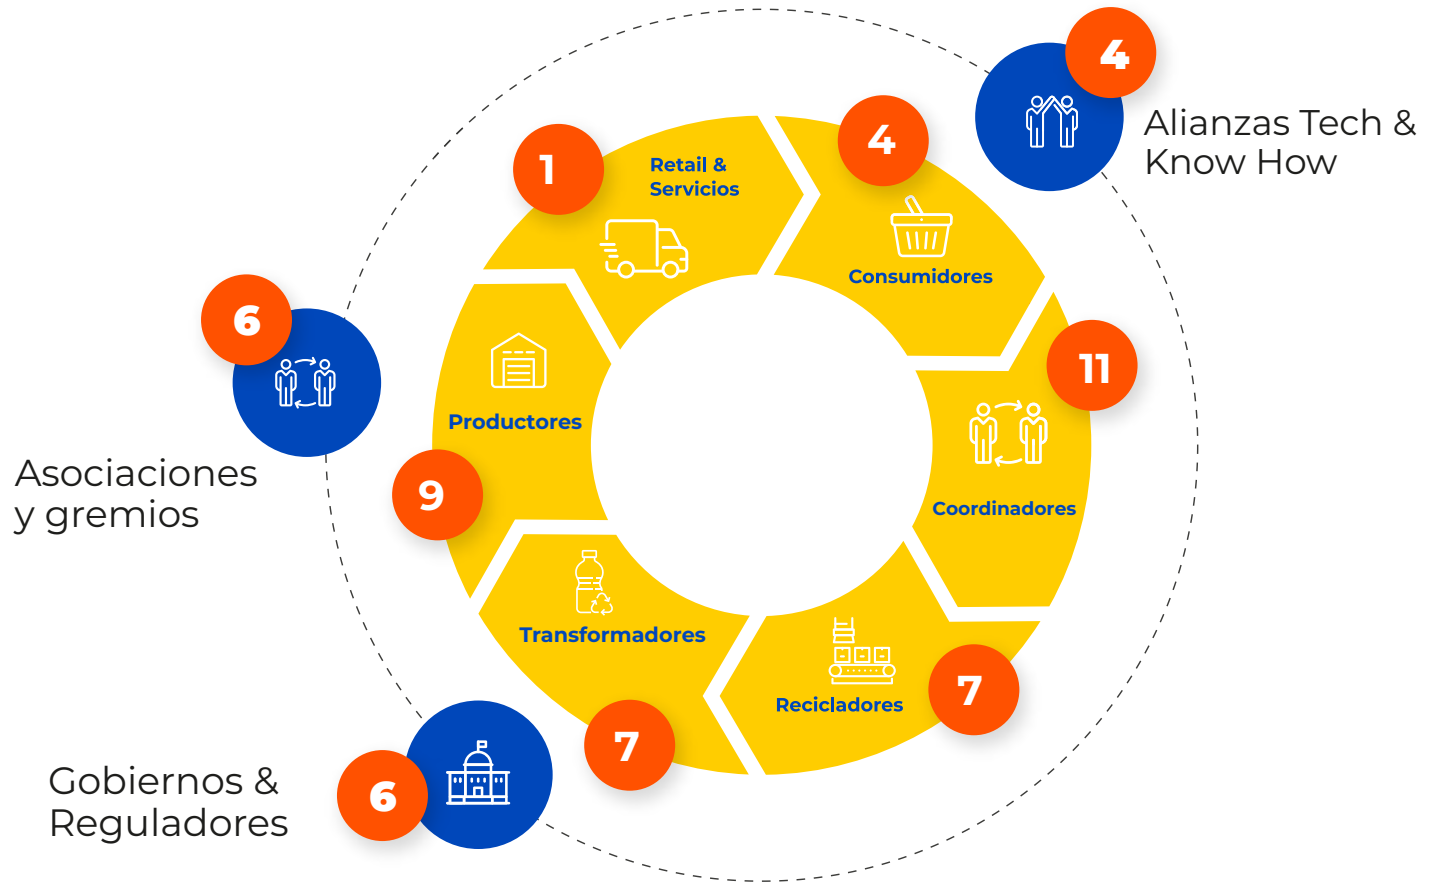 4
Alianzas Tech &
Know How
4
Consumidores
1
Retail &
Servicios
11
Coordinadores
6
Asociaciones
y gremios
Productores
9
Transformadores
7
Recicladores
7
Gobiernos &
Reguladores
6